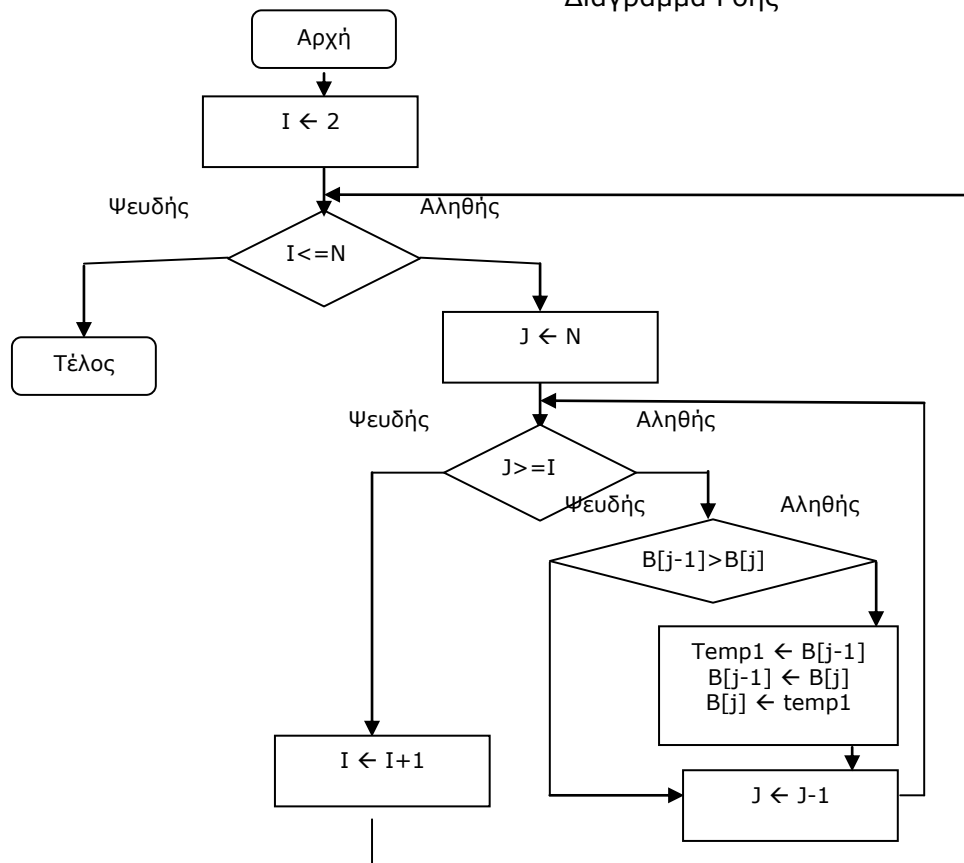 Διάγραμμα Ροής
Αρχή
I ← 2
Ψευδής
Αληθής
I<=N
Τέλος
J ← N
Ψευδής
Αληθής
J>=I
Ψευδής
Αληθής
B[j-1]>B[j]
Temp1 ← B[j-1]
B[j-1] ← B[j]
B[j] ← temp1
I ← I+1
J ← J-1